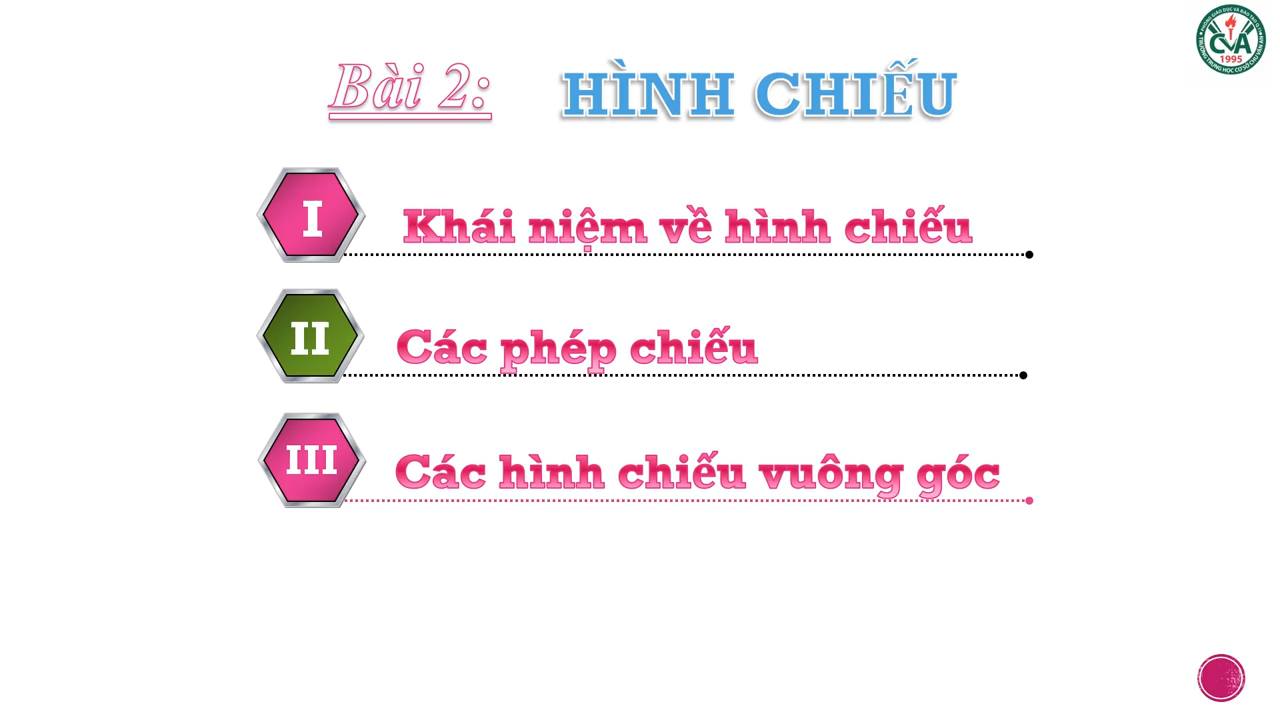 Bài 2: HÌNH CHIẾU
I Khái niệm về hình chiếu
II Các phép chiếu
III Các hình chiếu vuông góc
CVA
1995